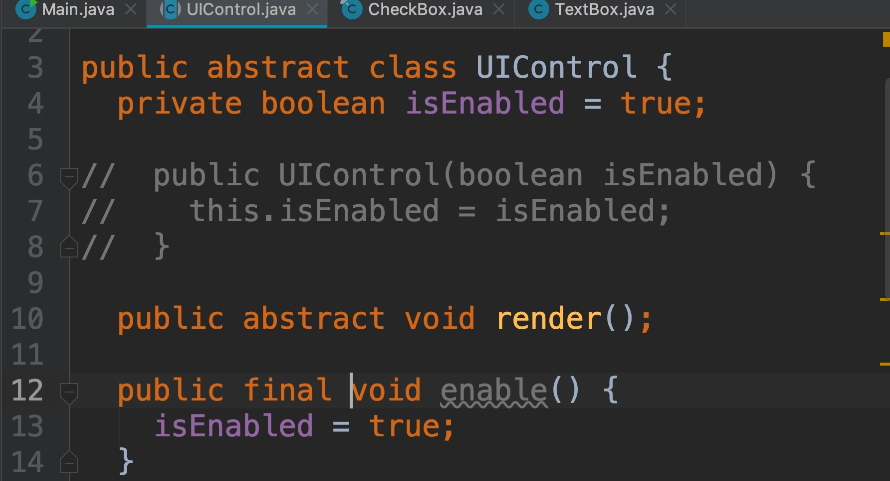 Main.java UIControl.java CheckBox.java TextBox.java
2
3 public abstract class UIControl {
4 private boolean isEnabled = true;
5
6 // public UIControl(boolean isEnabled) {
7 // this.isEnabled = isEnabled;
8 // }
9
10 public abstract void render();
11
12 public final void enable() {
13 isEnabled = true;
14 }